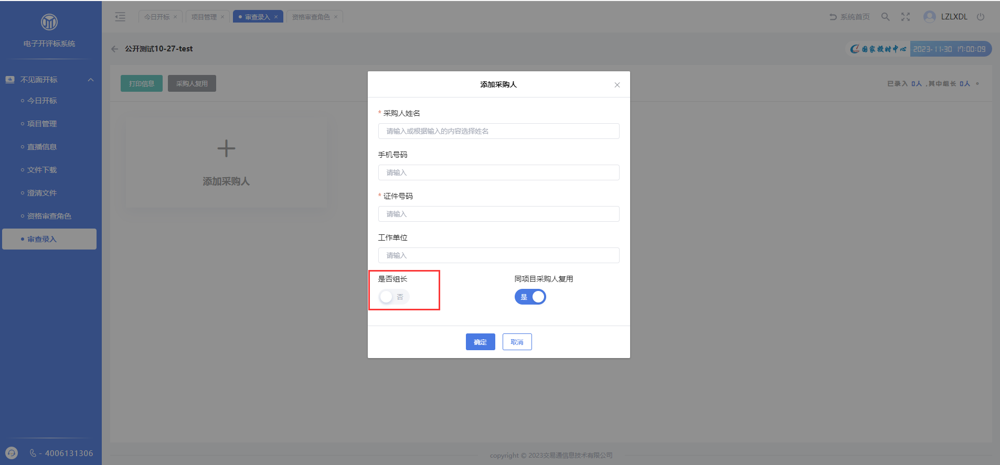 电子开评标系统
不见面开标
今日开标
项目管理
直播信息
文件下载
澄清文件
资格审查角色
审查录入
- 4006131306
今日开标 ×
项目管理 ×
审查录入 ×
资格审查角色 ×
系统首页
LZLXDL
公开测试10-27-test
国家授时中心
2023-11-30 17:00:09
打印信息
采购人复用
已录入 0人 ,其中组长 0人 。
添加采购人
添加采购人
* 采购人姓名
请输入或根据输入的内容选择姓名
手机号码
请输入
* 证件号码
请输入
工作单位
请输入
是否组长
否
同项目采购人复用
是
确定
取消
copyright © 2023交易通信息技术有限公司